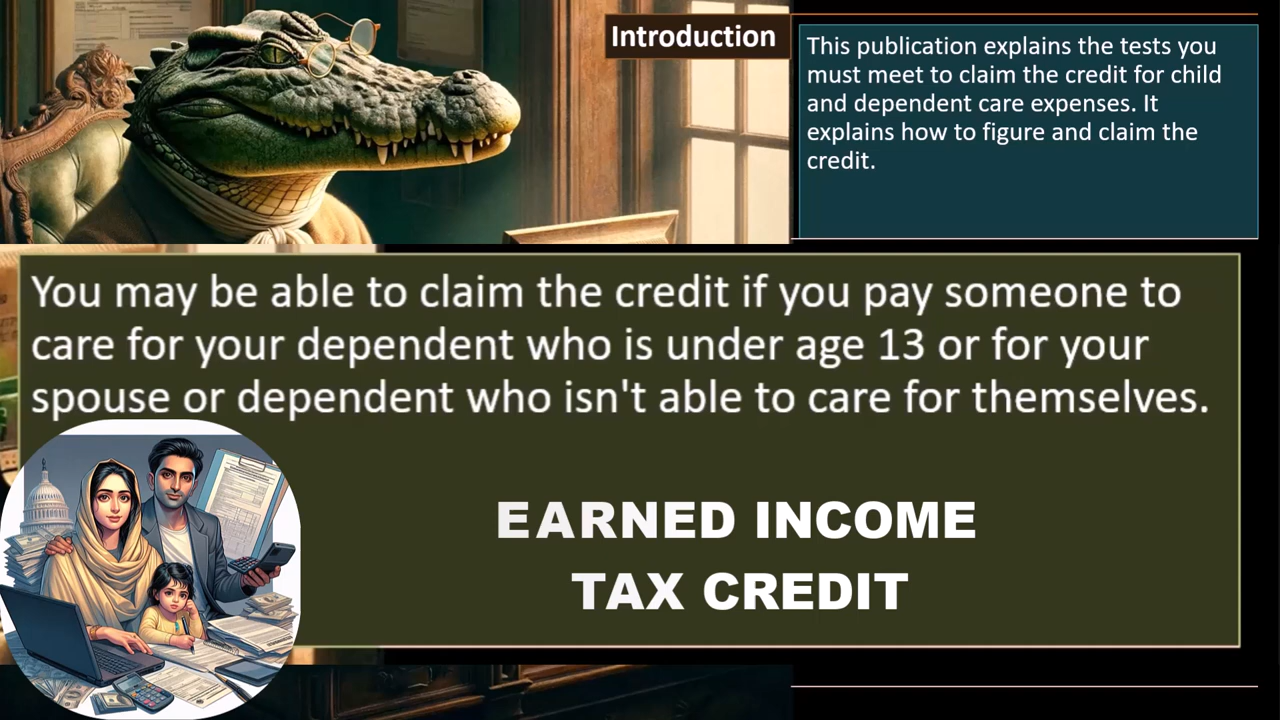 Introduction
This publication explains the tests you
must meet to claim the credit for child
and dependent care expenses. It
explains how to figure and claim the
credit.
You may be able to claim the credit if you pay someone to
care for your dependent who is under age 13 or for your
spouse or dependent who isn't able to care for themselves.
EARNED INCOME
TAX CREDIT